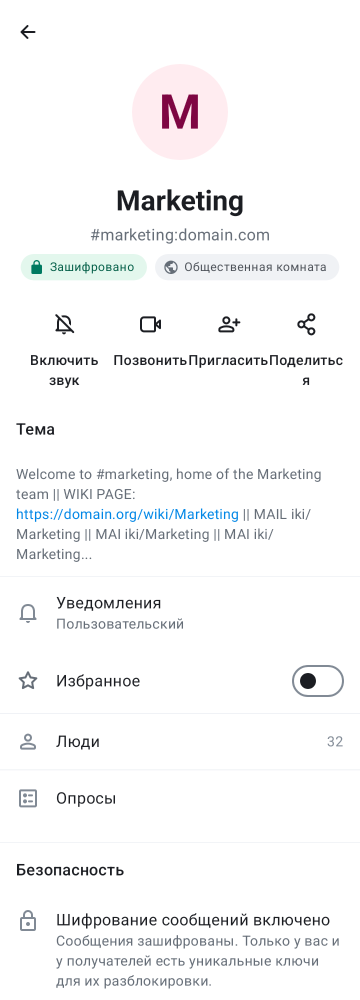 M
Marketing
#marketing:domain.com
Зашифровано
Общественная комната
Включить звук
Позвонить
Пригласить
Поделиться
Тема
Welcome to #marketing, home of the Marketing
team || WIKI PAGE:
https://domain.org/wiki/Marketing || MAIL iki/
Marketing || MAI iki/Marketing || MAI iki/
Marketing...
Уведомления
Пользовательский
Избранное
Люди 32
Опросы
Безопасность
Шифрование сообщений включено
Сообщения зашифрованы. Только у вас и
у получателей есть уникальные ключи
для их разблокировки.